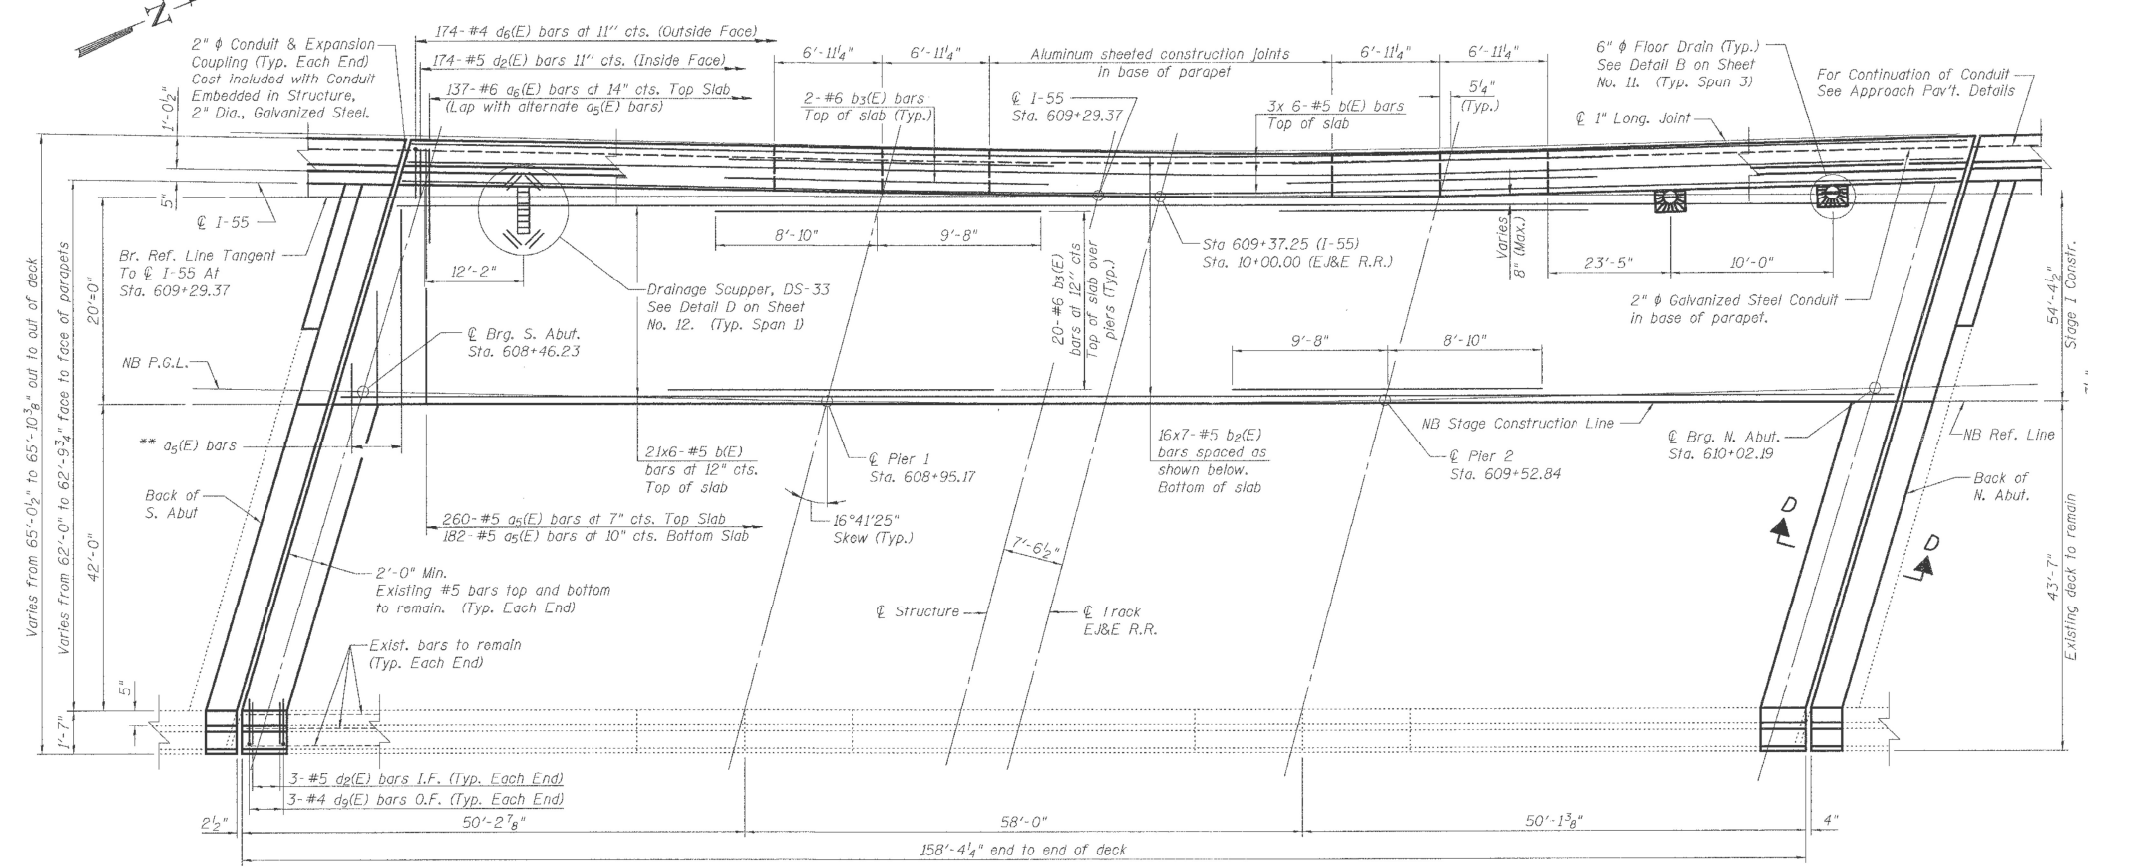 N
174- #4 d6(E) bars at 11" cts. (Outside Face)
174- #5 d2(E) bars 11" cts. (Inside Face)
137- #6 a6(E) bars at 14" cts. Top Slab
(Lap with alternate a5(E) bars)
2" ϕ Conduit & Expansion
Coupling (Typ. Each End)
Cost included with Conduit
Embedded in Structure,
2" Dia., Galvanized Steel.
6'-11¼"
6'-11¼"
Aluminum sheeted construction joints
in base of parapet
6'-11¼"
6'-11¼"
2- #6 b3(E) bars
Top of slab (Typ.)
℄ I-55
Sta. 609+29.37
3x 6- #5 b(E) bars
Top of slab
5¼"
(Typ.)
6" ϕ Floor Drain (Typ.)
See Detail B on Sheet
No. 11. (Typ. Span 3)
℄ 1" Long. Joint
For Continuation of Conduit
See Approach Pav't. Details
1'-0½"
5"
℄ I-55
Br. Ref. Line Tangent
To ℄ I-55 At
Sta. 609+29.37
12'-2"
8'-10"
9'-8"
Drainage Scupper, DS-33
See Detail D on Sheet
No. 12. (Typ. Span 1)
20- #6 b3(E)
bars at 12" cts
Top of slab over
piers (Typ.)
Sta 609+37.25 (I-55)
Sta. 10+00.00 (EJ&E R.R.)
Varies
8" (Max.)
23'-5"
10'-0"
2" ϕ Galvanized Steel Conduit
in base of parapet.
Varies from 65'-0½" to 65'-10⅜" out to out of deck
Varies from 62'-0" to 62'-9¾" face to face of parapets
20'=0"
42'-0"
54'-4½"
Stage I Constr.
NB P.G.L.
℄ Brg. S. Abut.
Sta. 608+46.23
9'-8"
8'-10"
** a5(E) bars
21x6- #5 b(E)
bars at 12" cts.
Top of slab
℄ Pier 1
Sta. 608+95.17
16x7- #5 b2(E)
bars spaced as
shown below.
Bottom of slab
NB Stage Construction Line
℄ Pier 2
Sta. 609+52.84
℄ Brg. N. Abut.
Sta. 610+02.19
NB Ref. Line
Back of
S. Abut
Back of
N. Abut.
260- #5 a5(E) bars at 7" cts. Top Slab
182- #5 a5(E) bars at 10" cts. Bottom Slab
16°41'25"
Skew (Typ.)
7'-6½"
D
D
2'-0" Min.
Existing #5 bars top and bottom
to remain. (Typ. Each End)
℄ Structure
℄ Track
EJ&E R.R.
43'-7"
Existing deck to remain
Exist. bars to remain
(Typ. Each End)
5"
1'-7"
3- #5 d2(E) bars I.F. (Typ. Each End)
3- #4 d9(E) bars O.F. (Typ. Each End)
2½"
50'-2⅞"
58'-0"
50'-1⅜"
4"
158'-4¼" end to end of deck